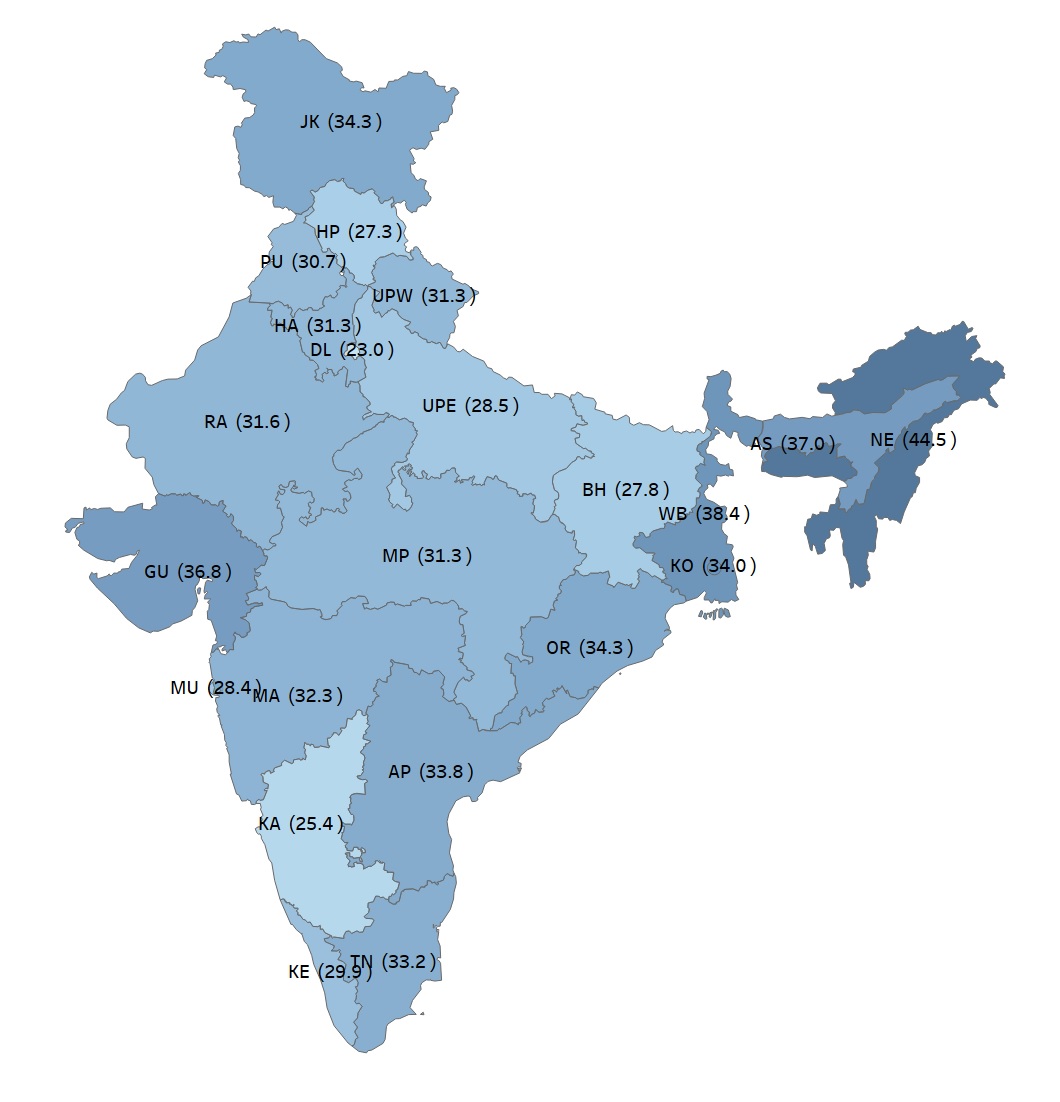 JK (34.3 )
HP (27.3 )
PU (30.7 )
UPW (31.3 )
HA (31.3 )
DL (23.0 )
UPE (28.5 )
RA (31.6 )
AS (37.0 )
NE (44.5 )
BH (27.8 )
WB (38.4 )
MP (31.3 )
KO (34.0 )
GU (36.8 )
OR (34.3 )
MU (28.4 )
MA (32.3 )
AP (33.8 )
KA (25.4 )
TN (33.2 )
KE (29.9 )